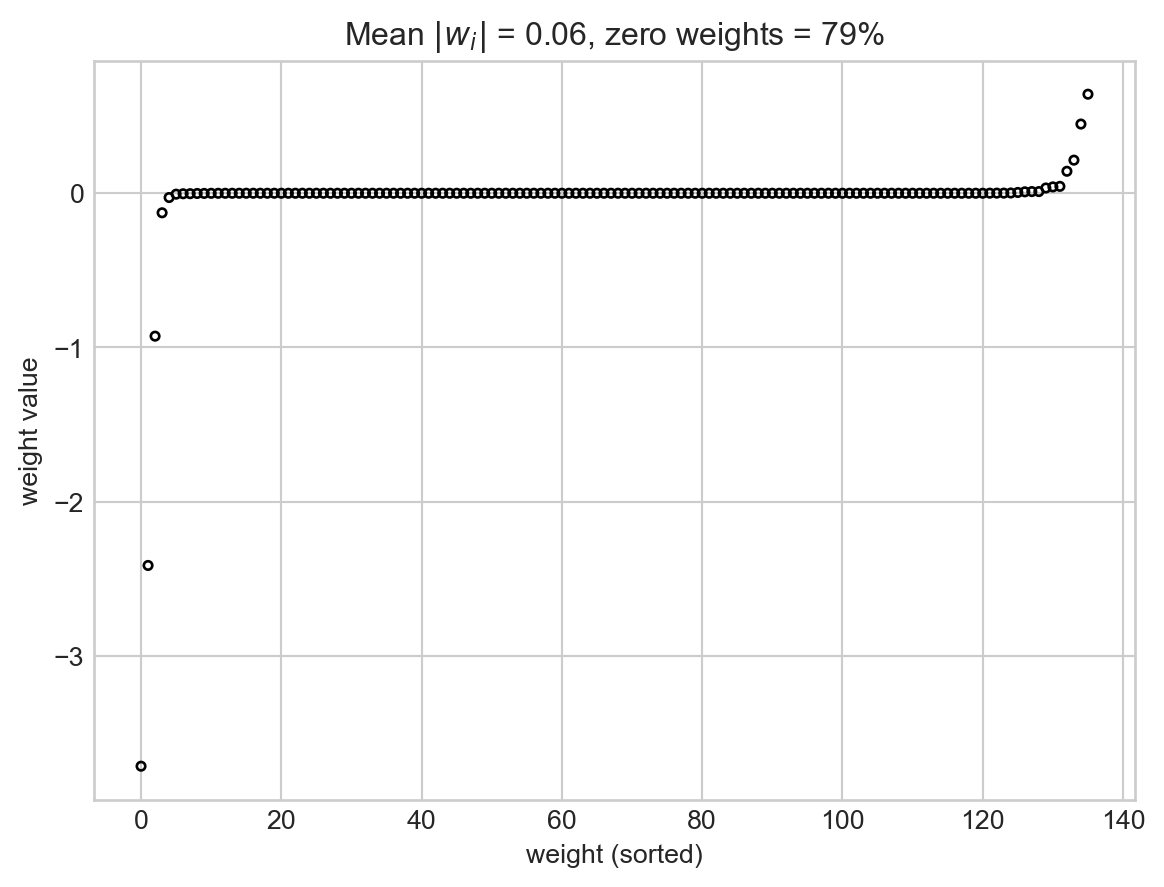 Mean |w_i| = 0.06, zero weights = 79%
0
−1
−2
−3
weight value
0 20 40 60 80 100 120 140
weight (sorted)